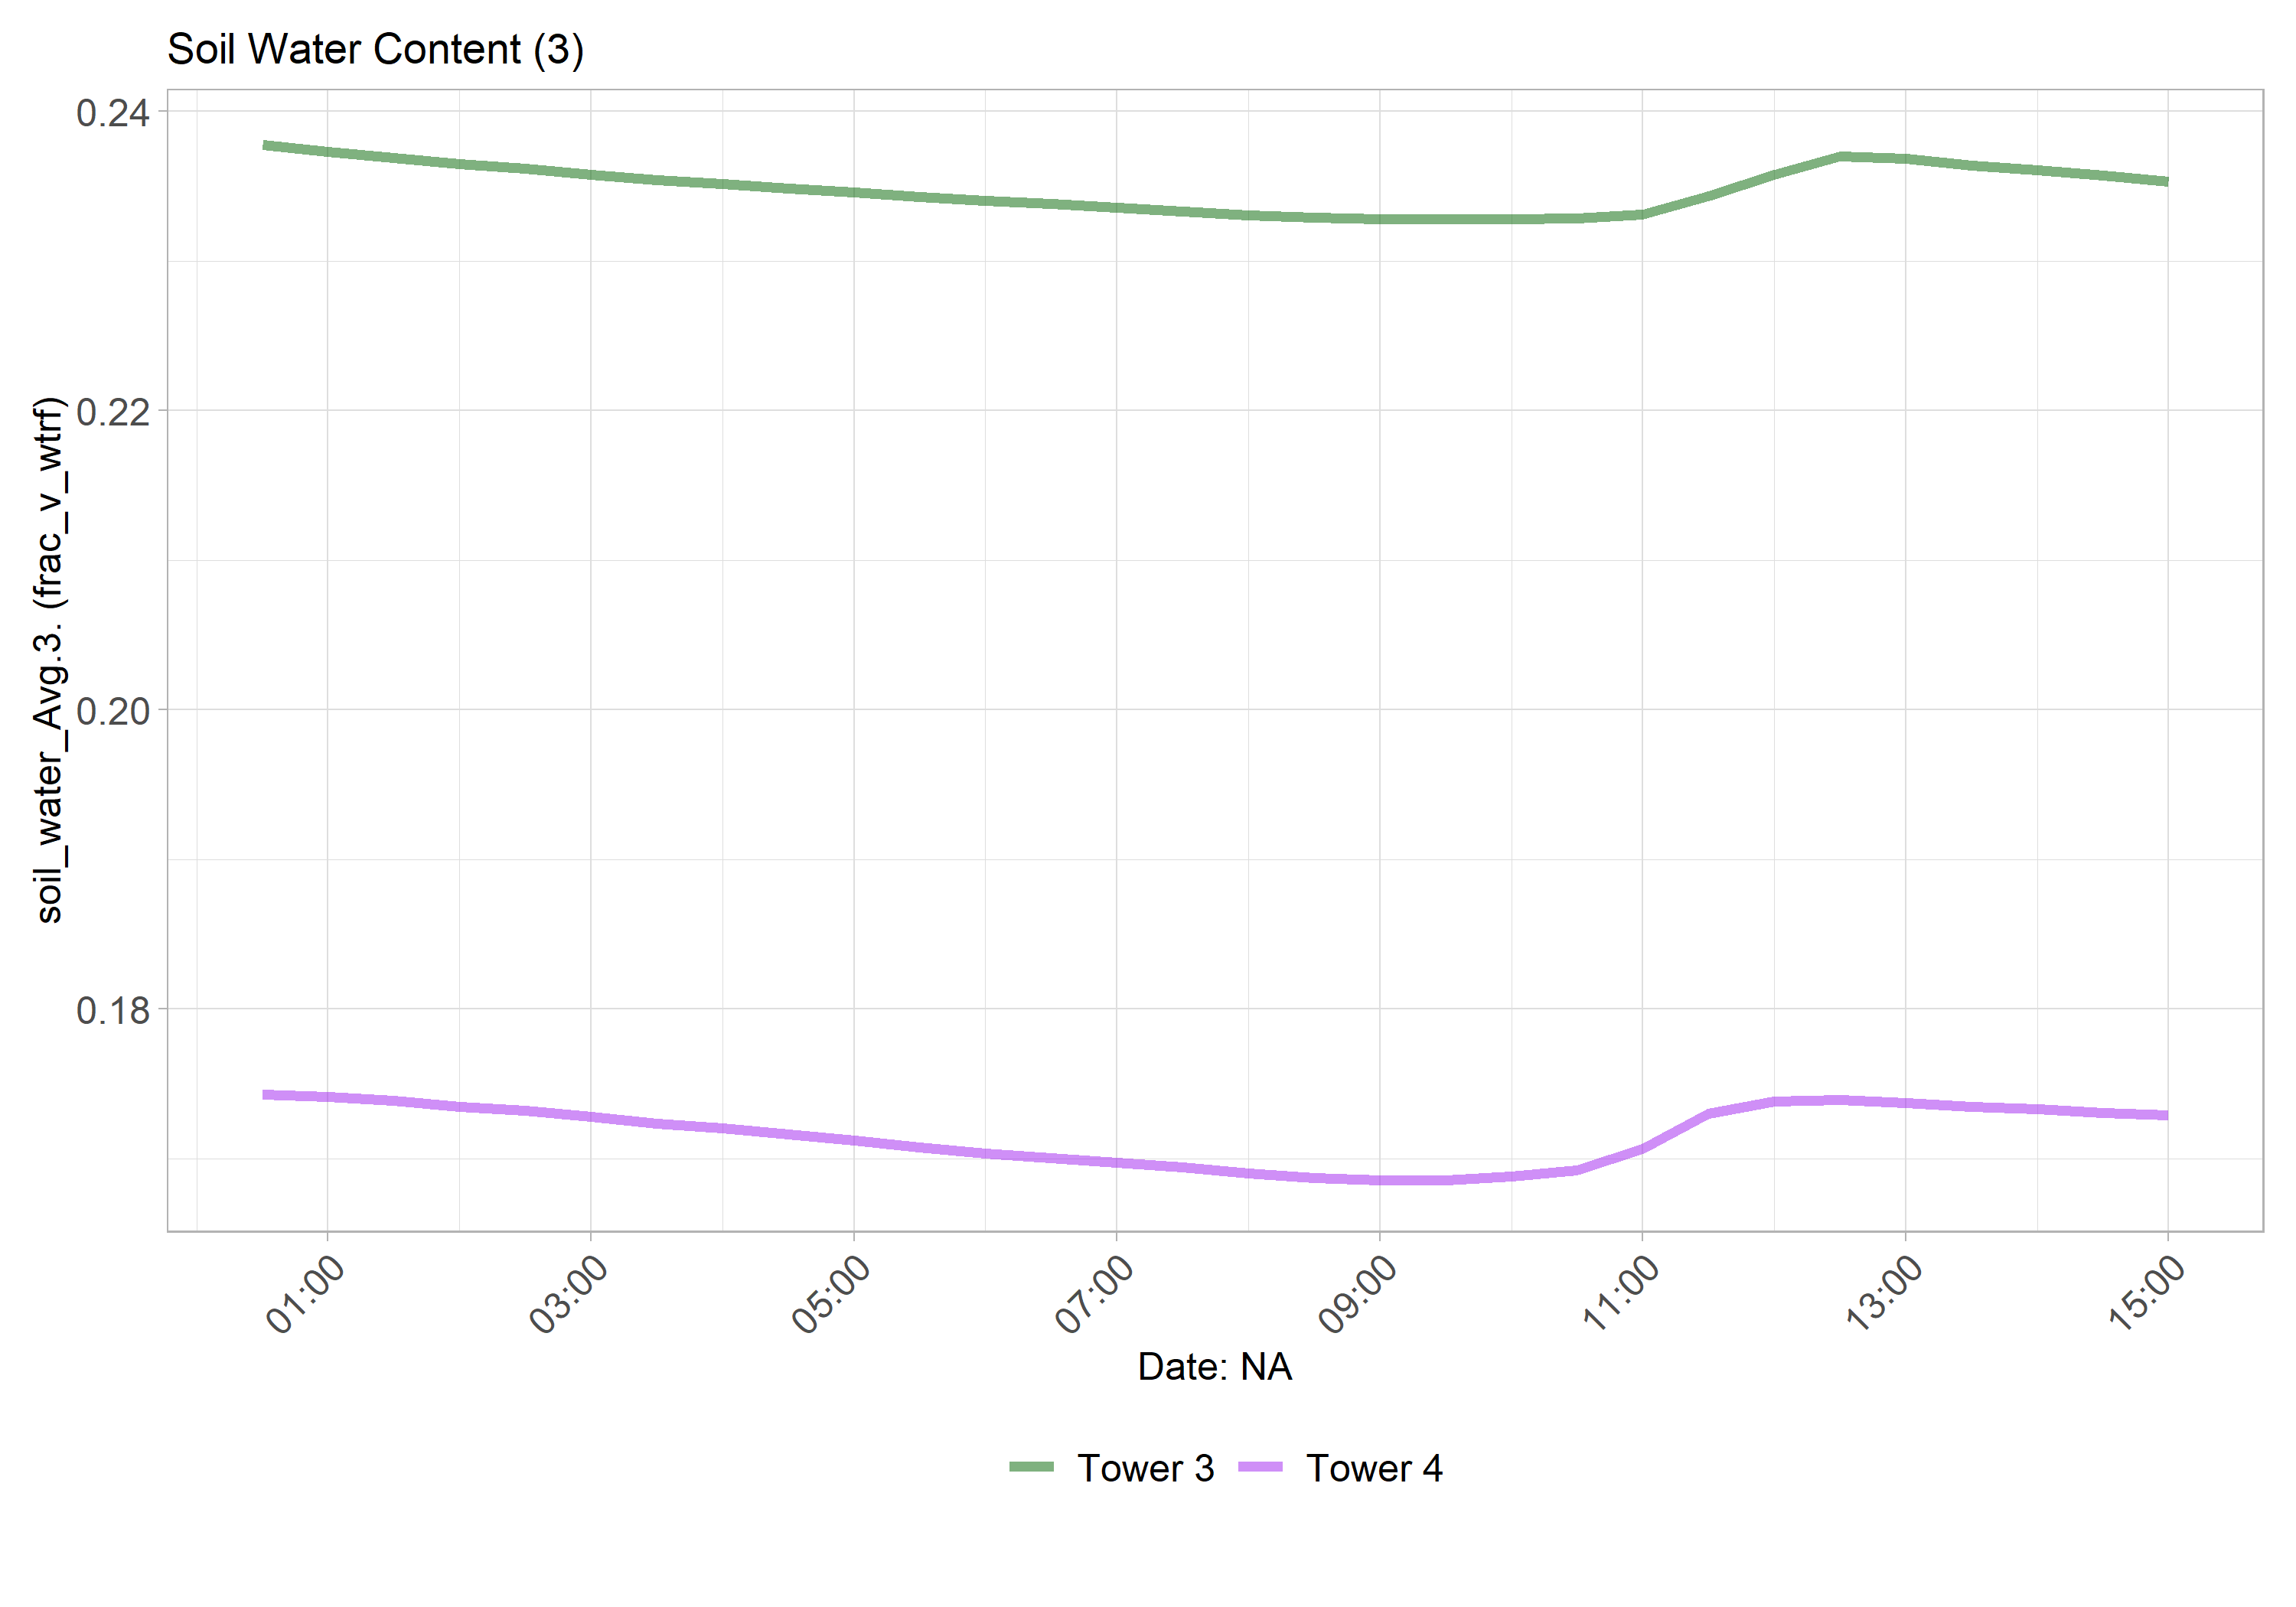 Soil Water Content (3)
soil_water_Avg.3. (frac_v_wtrf)
0.24
0.22
0.20
0.18
01:00
03:00
05:00
07:00
09:00
11:00
13:00
15:00
Date: NA
Tower 3
Tower 4